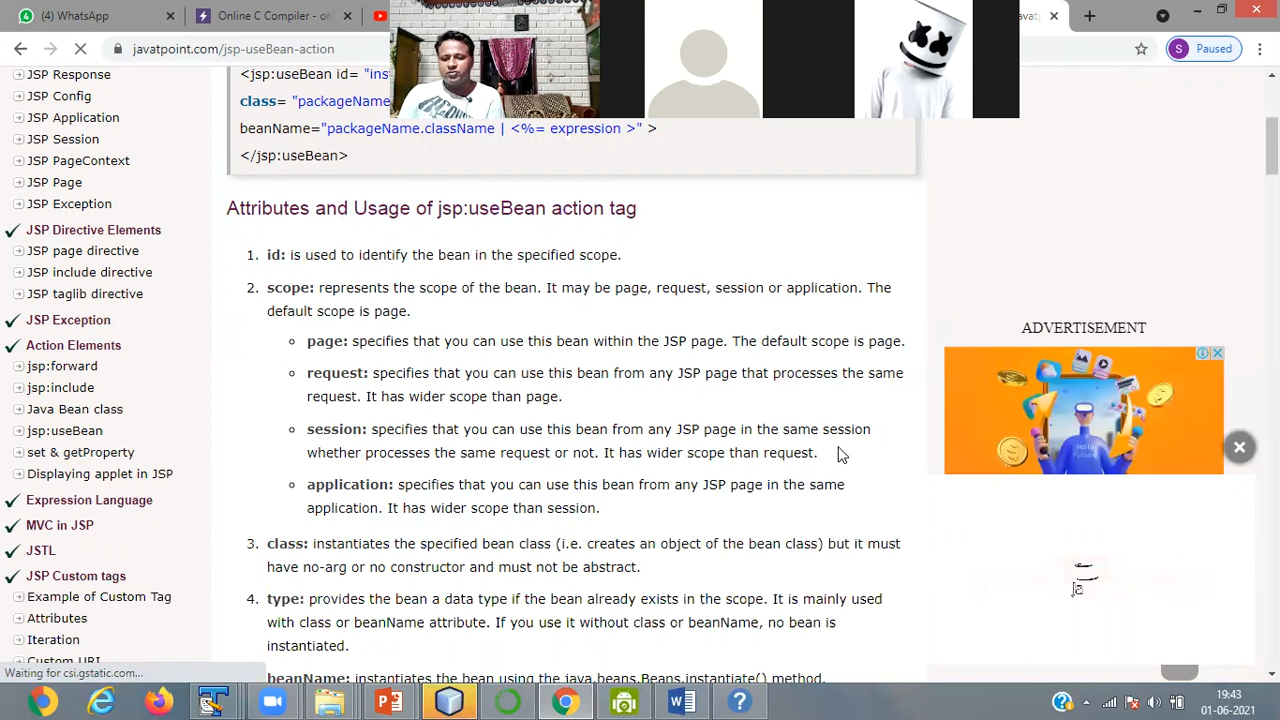 (4) WhatsApp
javatpoint.com/jsp-useBean-action
Paused
JSP Response
JSP Config
JSP Application
JSP Session
JSP PageContext
JSP Page
JSP Exception
JSP Directive Elements
JSP page directive
JSP include directive
JSP taglib directive
JSP Exception
Action Elements
jsp:forward
jsp:include
Java Bean class
jsp:useBean
set & getProperty
Displaying applet in JSP
Expression Language
MVC in JSP
JSTL
JSP Custom tags
Example of Custom Tag
Attributes
Iteration
Custom URI
<jsp:useBean id= "ins
class= "packageName
beanName="packageName.className | <%= expression >" >
</jsp:useBean>
Attributes and Usage of jsp:useBean action tag
1. id: is used to identify the bean in the specified scope.
2. scope: represents the scope of the bean. It may be page, request, session or application. The
default scope is page.
page: specifies that you can use this bean within the JSP page. The default scope is page.
request: specifies that you can use this bean from any JSP page that processes the same
request. It has wider scope than page.
session: specifies that you can use this bean from any JSP page in the same session
whether processes the same request or not. It has wider scope than request.
application: specifies that you can use this bean from any JSP page in the same
application. It has wider scope than session.
3. class: instantiates the specified bean class (i.e. creates an object of the bean class) but it must
have no-arg or no constructor and must not be abstract.
4. type: provides the bean a data type if the bean already exists in the scope. It is mainly used
with class or beanName attribute. If you use it without class or beanName, no bean is
instantiated.
beanName: instantiates the bean using the java.beans.Beans.instantiate() method.
ADVERTISEMENT
Waiting for csi.gstatic.com...
19:43
01-06-2021